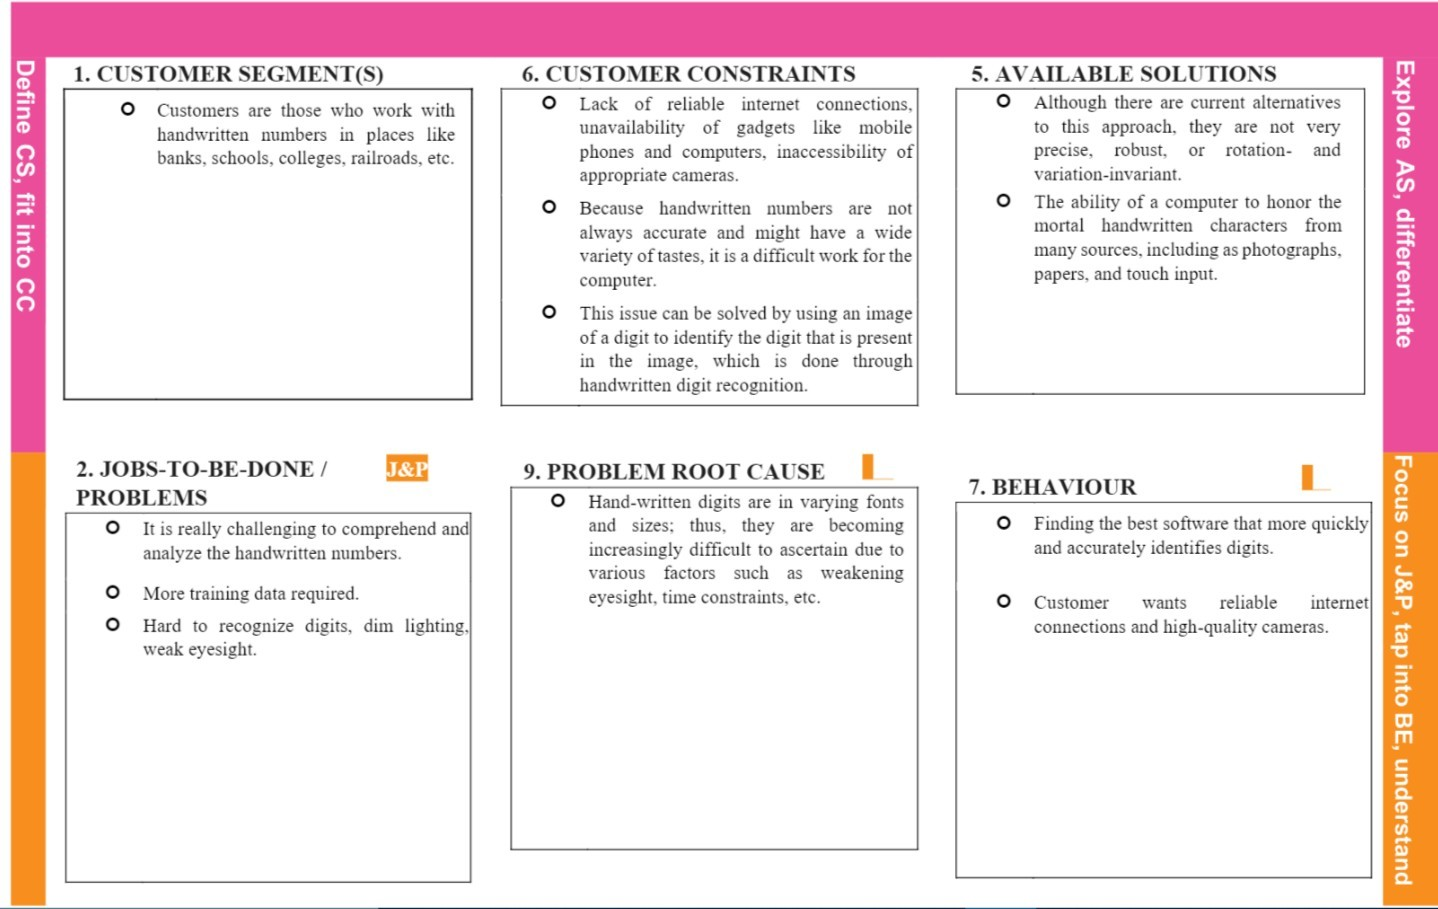 Define CS, fit into CC
1. CUSTOMER SEGMENT(S)
Customers are those who work with
handwritten numbers in places like
banks, schools, colleges, railroads, etc.
6. CUSTOMER CONSTRAINTS
Lack of reliable internet connections,
unavailability of gadgets like mobile
phones and computers, inaccessibility of
appropriate cameras.
Because handwritten numbers are not
always accurate and might have a wide
variety of tastes, it is a difficult work for the
computer.
This issue can be solved by using an image
of a digit to identify the digit that is present
in the image, which is done through
handwritten digit recognition.
5. AVAILABLE SOLUTIONS
Although there are current alternatives
to this approach, they are not very
precise, robust, or rotation- and
variation-invariant.
The ability of a computer to honor the
mortal handwritten characters from
many sources, including as photographs,
papers, and touch input.
Explore AS, differentiate
2. JOBS-TO-BE-DONE /
PROBLEMS
J&P
It is really challenging to comprehend and
analyze the handwritten numbers.
More training data required.
Hard to recognize digits, dim lighting,
weak eyesight.
9. PROBLEM ROOT CAUSE
Hand-written digits are in varying fonts
and sizes; thus, they are becoming
increasingly difficult to ascertain due to
various factors such as weakening
eyesight, time constraints, etc.
7. BEHAVIOUR
Finding the best software that more quickly
and accurately identifies digits.
Customer wants reliable internet
connections and high-quality cameras.
Focus on J&P, tap into BE, understand